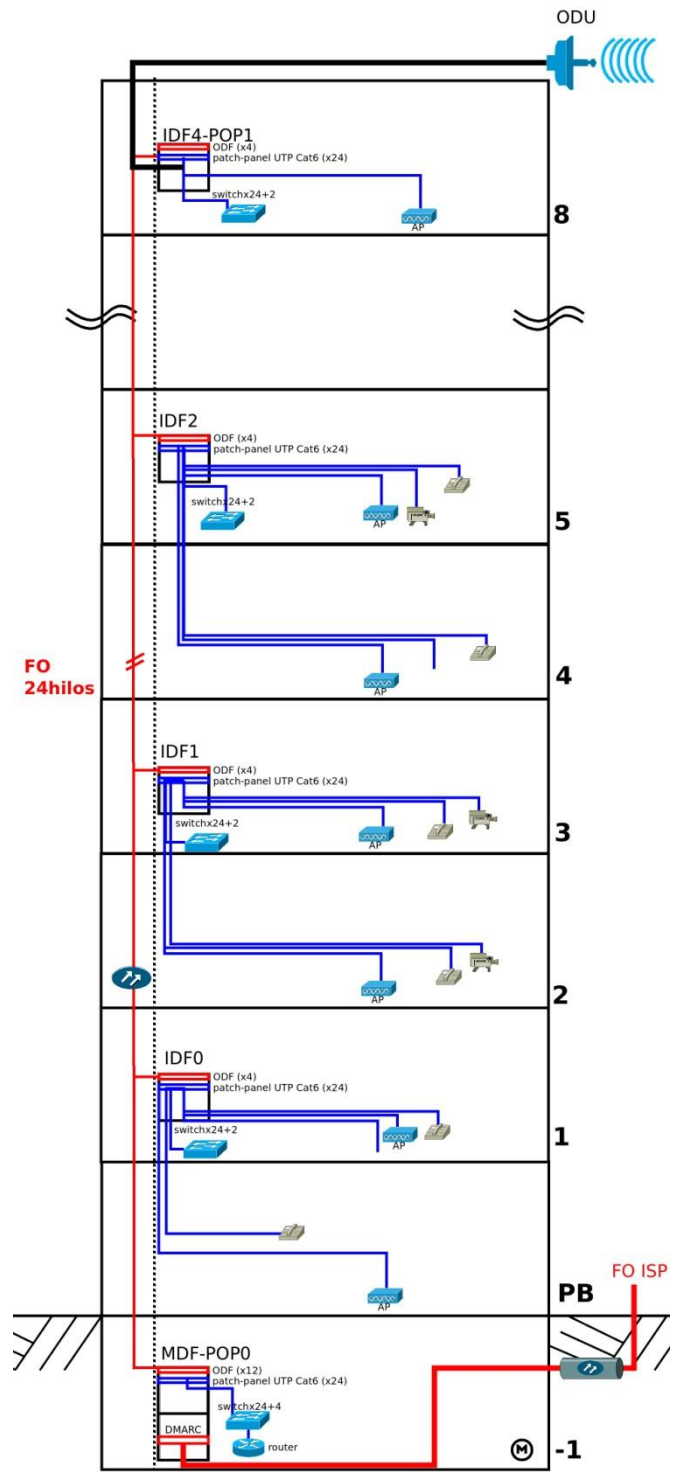 ODU
IDF4-POP1
ODF (x4)
patch-panel UTP Cat6 (x24)
switchx24+2
AP
8
IDF2
ODF (x4)
patch-panel UTP Cat6 (x24)
switchx24+2
AP
5
FO
24hilos
AP
4
IDF1
ODF (x4)
patch-panel UTP Cat6 (x24)
switchx24+2
AP
3
AP
2
IDF0
ODF (x4)
patch-panel UTP Cat6 (x24)
switchx24+2
AP
1
AP
PB
FO ISP
MDF-POP0
ODF (x12)
patch-panel UTP Cat6 (x24)
switchx24+4
DMARC
router
M
-1